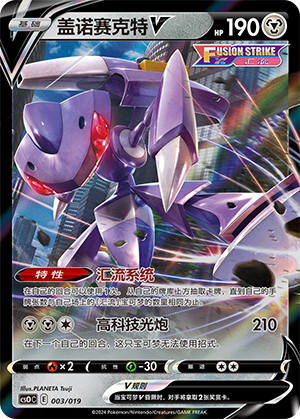 基础 盖诺赛克特V HP 190
FUSION STRIKE
汇流
特性 汇流系统
在自己的回合可以使用1次。从自己的牌库上方抽取卡牌，直到自己的手
牌张数与自己场上的「汇流」宝可梦的数量相同为止。
高科技光炮 210
在下一个自己的回合，这只宝可梦无法使用招式。
弱点 ×2 抵抗力 -30 撤退
V规则
当宝可梦V昏厥时，对手将拿取2张奖赏卡。
Illus.PLANETA Tsuji
CSDC E 003/019
©2024 Pokémon/Nintendo/Creatures/GAME FREAK.